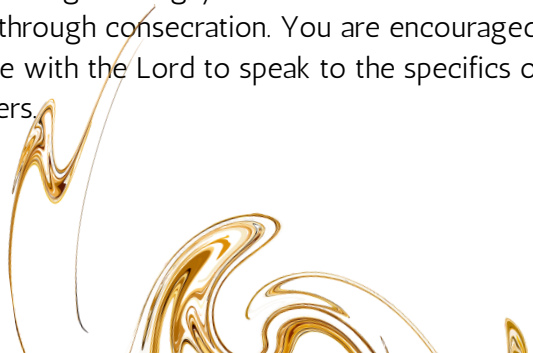 through consecration. You are encouraged
e with the Lord to speak to the specifics o
ers.